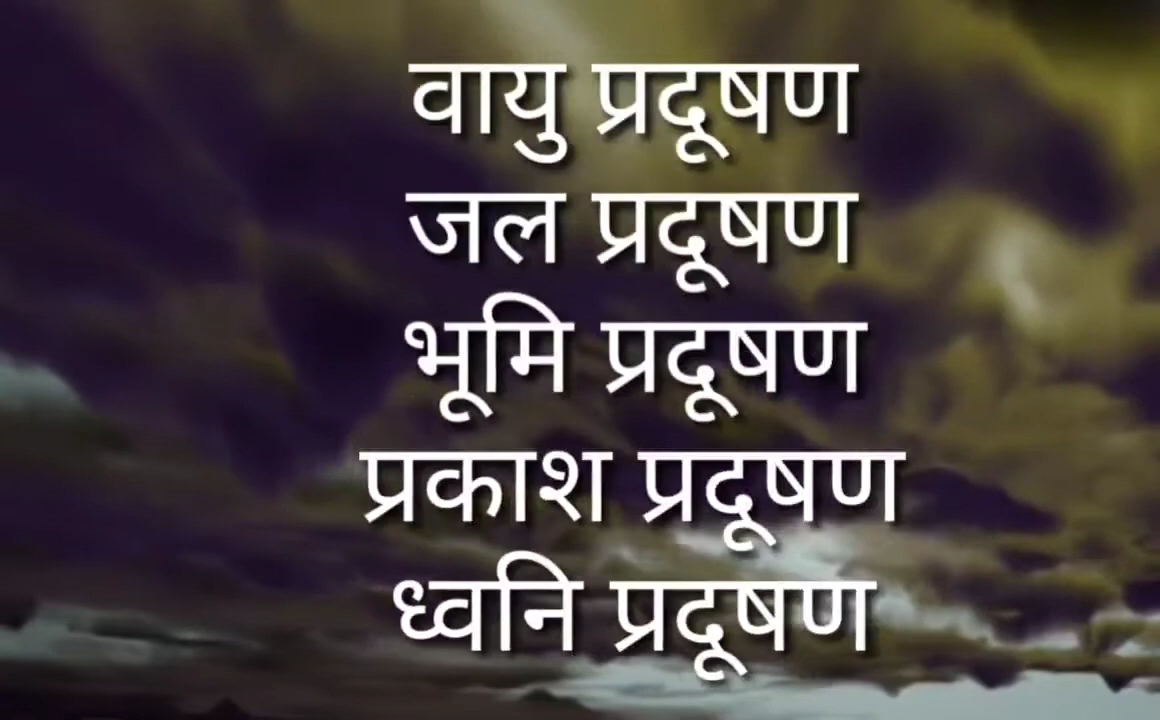 वायु प्रदूषण
जल प्रदूषण
भूमि प्रदूषण
प्रकाश प्रदूषण
ध्वनि प्रदूषण